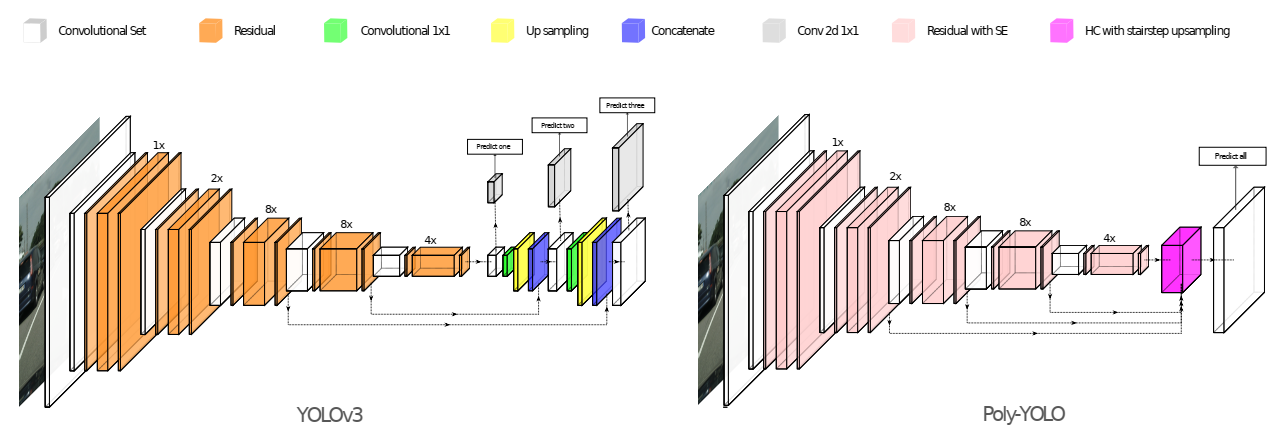 Convolutional Set Residual Convolutional 1x1 Up sampling Concatenate Conv 2d 1x1 Residual with SE HC with stairstep upsampling
Predict three
Predict two
Predict one
1x
2x
8x
8x
4x
YOLOv3
Predict all
1x
2x
8x
8x
4x
Poly-YOLO